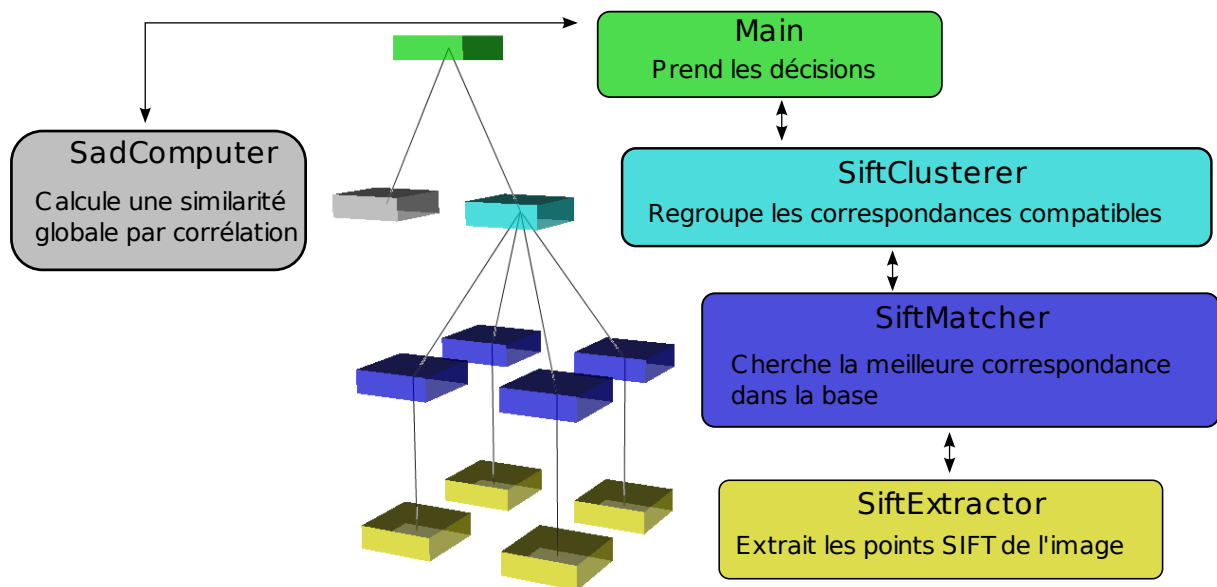 Main
Prend les décisions
SadComputer
Calcule une similarité
globale par corrélation
SiftClusterer
Regroupe les correspondances compatibles
SiftMatcher
Cherche la meilleure correspondance
dans la base
SiftExtractor
Extrait les points SIFT de l'image